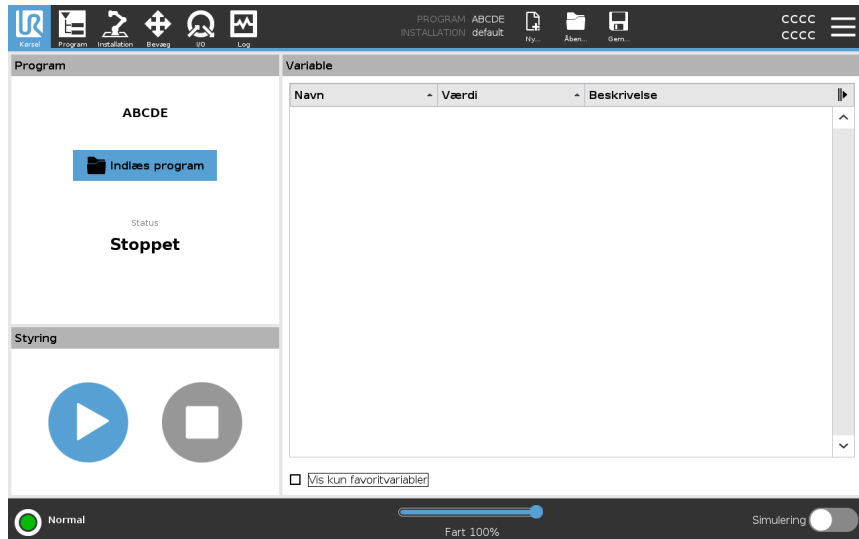 UR
Kørsel
Program
Installation
Bevæg
I/O
Log
PROGRAM ABCDE
INSTALLATION default
Ny...
Åben...
Gem...
CCCC
CCCC
Program
ABCDE
Indlæs program
Status
Stoppet
Styring
Variable
Navn
Værdi
Beskrivelse
Vis kun favoritvariabler
Normal
Fart 100%
Simulering